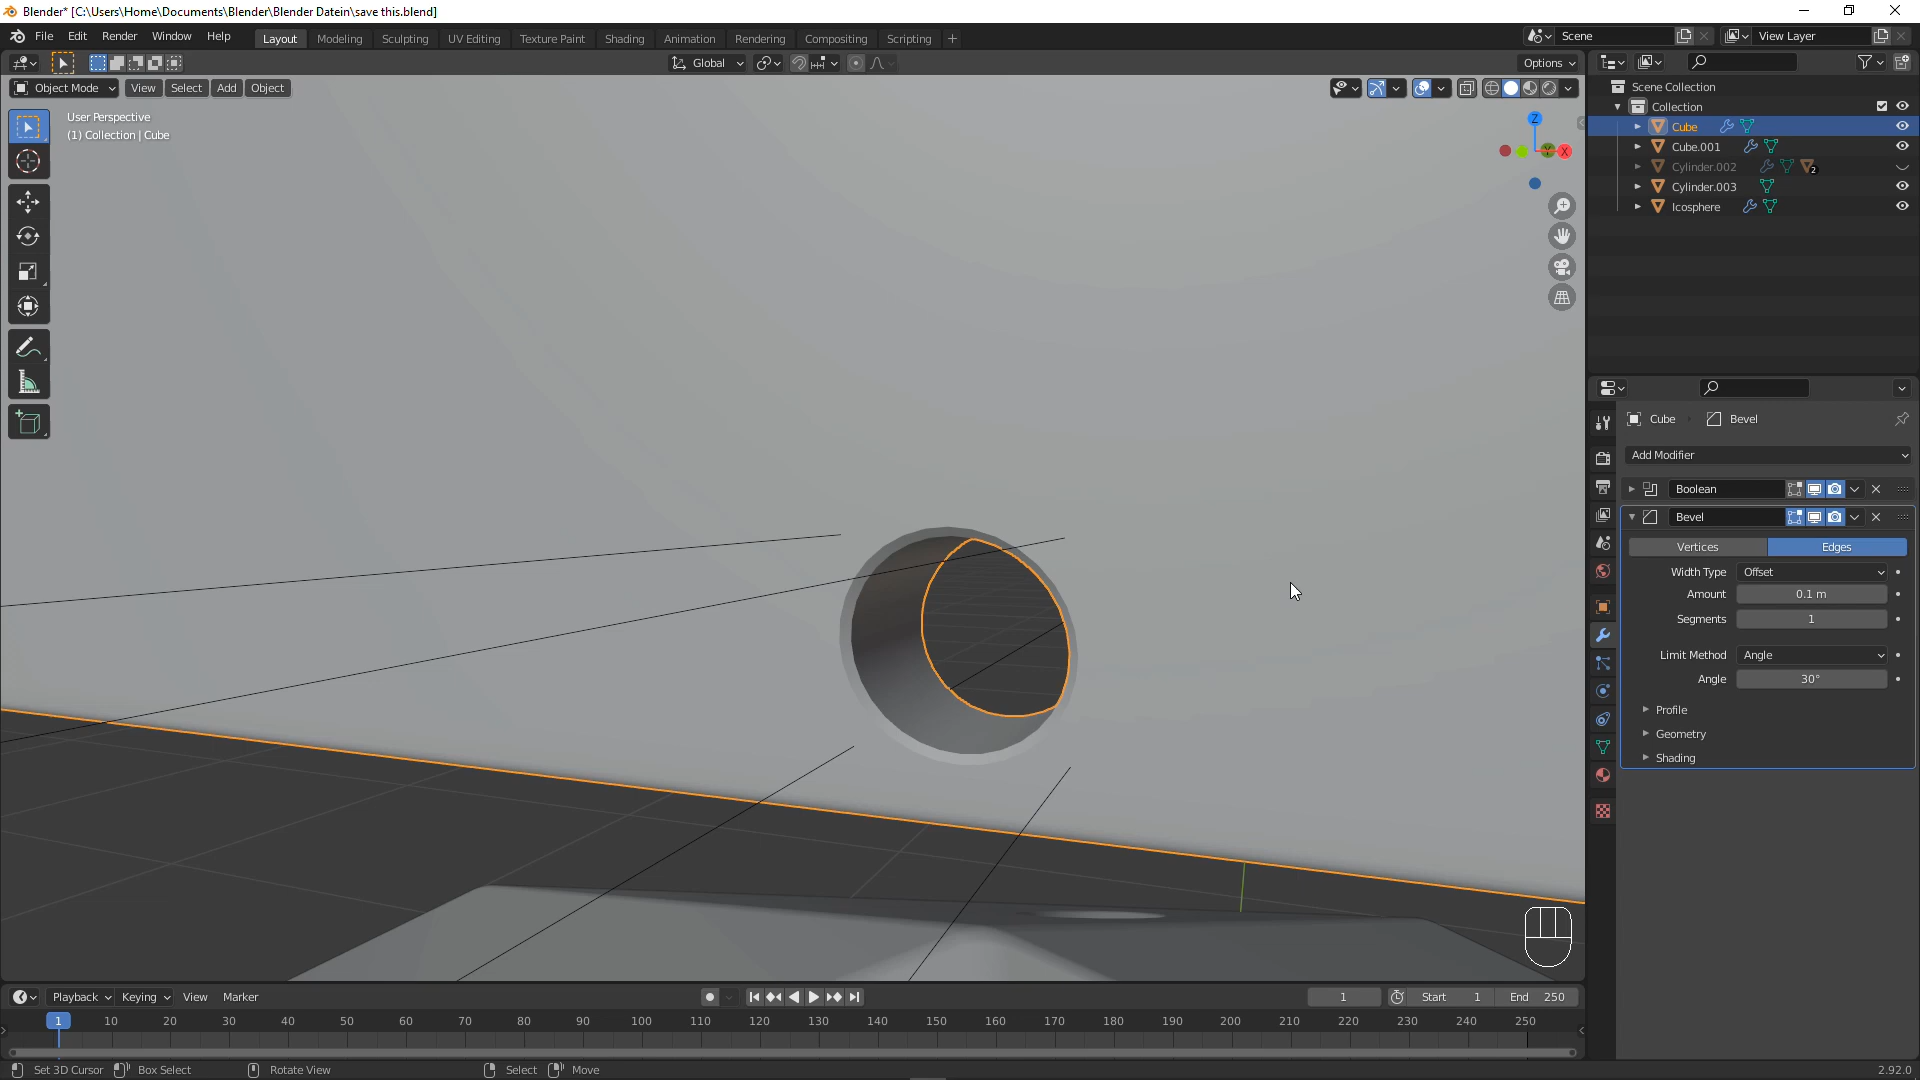 Blender* [C:\Users\Home\Documents\Blender\Blender Datein\save this.blend]
File Edit Render Window Help Layout Modeling Sculpting UV Editing Texture Paint Shading Animation Rendering Compositing Scripting + Scene View Layer
Global Options
Object Mode View Select Add Object
User Perspective
(1) Collection | Cube
Z
Y
X
Scene Collection
Collection
Cube
Cube.001
Cylinder.002 2
Cylinder.003
Icosphere
Cube Bevel
Add Modifier
Boolean
Bevel
Vertices Edges
Width Type Offset
Amount 0.1 m
Segments 1
Limit Method Angle
Angle 30°
Profile
Geometry
Shading
Playback Keying View Marker 1 Start 1 End 250
1 10 20 30 40 50 60 70 80 90 100 110 120 130 140 150 160 170 180 190 200 210 220 230 240 250
Set 3D Cursor Box Select Rotate View Select Move 2.92.0